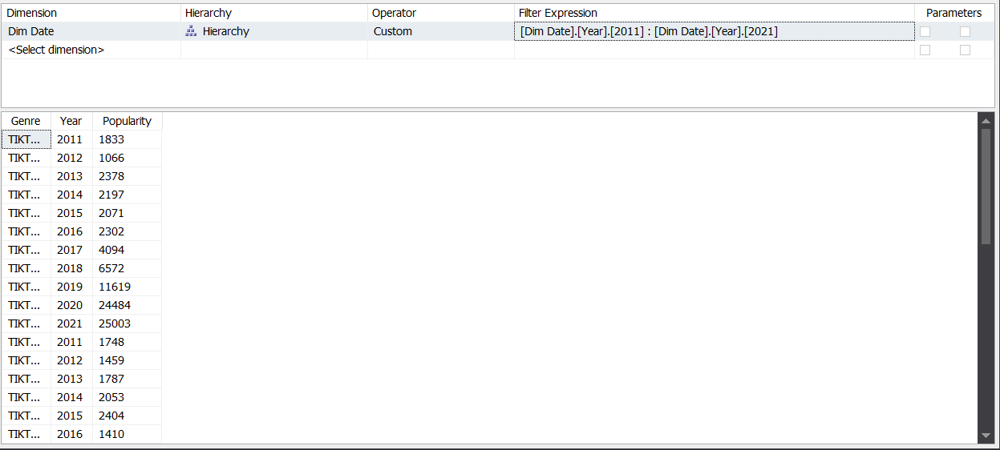 Dimension Hierarchy Operator Filter Expression Parameters
Dim Date Hierarchy Custom [Dim Date].[Year].[2011] : [Dim Date].[Year].[2021]
<Select dimension>
Genre Year Popularity
TIKT... 2011 1833
TIKT... 2012 1066
TIKT... 2013 2378
TIKT... 2014 2197
TIKT... 2015 2071
TIKT... 2016 2302
TIKT... 2017 4094
TIKT... 2018 6572
TIKT... 2019 11619
TIKT... 2020 24484
TIKT... 2021 25003
TIKT... 2011 1748
TIKT... 2012 1459
TIKT... 2013 1787
TIKT... 2014 2053
TIKT... 2015 2404
TIKT... 2016 1410